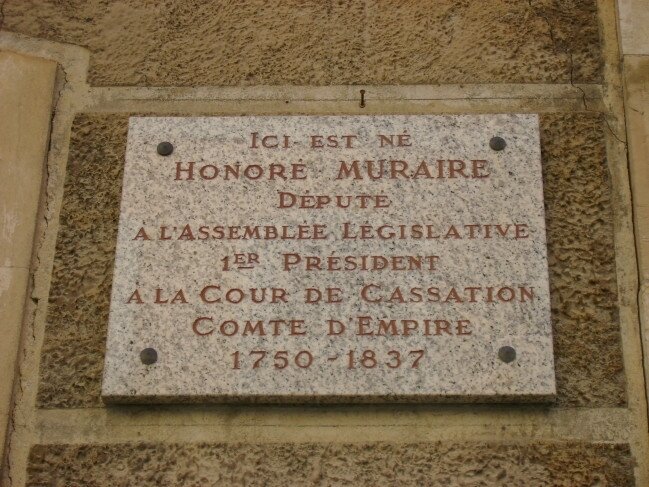 Ici est né
Honoré MURAIRE
Député
à l'Assemblée Législative
1er Président
à la Cour de Cassation
Comte d'Empire
1750-1837